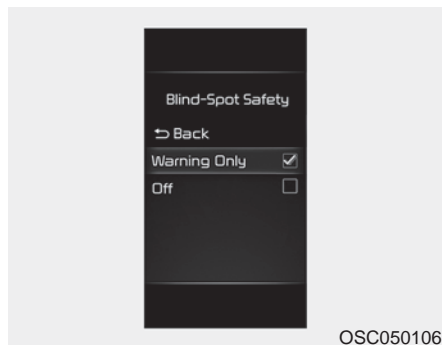 Blind-Spot Safety
Back
Warning Only
Off
OSC050106